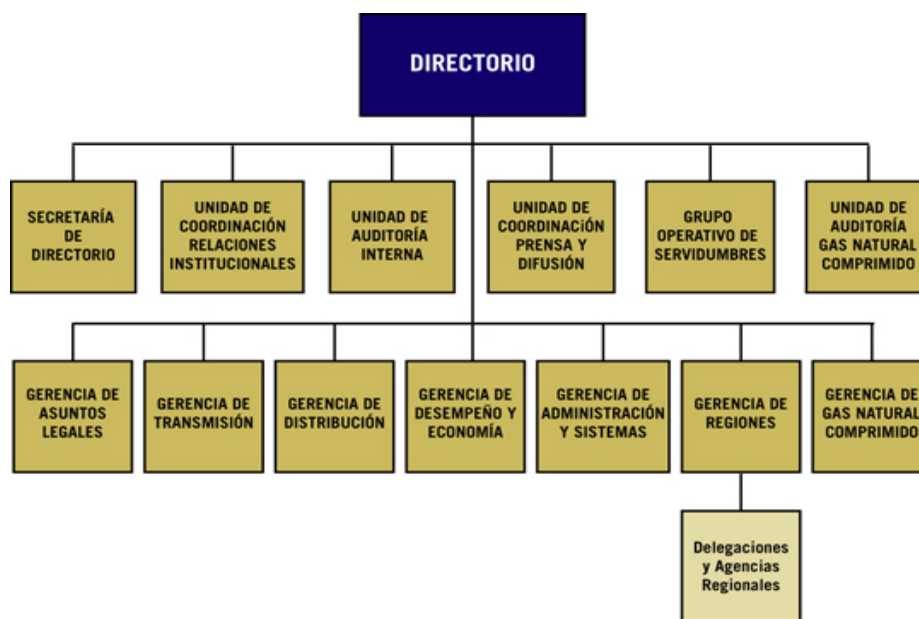 DIRECTORIO
SECRETARÍA
DE
DIRECTORIO
UNIDAD DE
COORDINACIÓN
RELACIONES
INSTITUCIONALES
UNIDAD DE
AUDITORÍA
INTERNA
UNIDAD DE
COORDINACIÓN
PRENSA Y
DIFUSIÓN
GRUPO
OPERATIVO DE
SERVIDUMBRES
UNIDAD DE
AUDITORÍA
GAS NATURAL
COMPRIMIDO
GERENCIA DE
ASUNTOS
LEGALES
GERENCIA DE
TRANSMISIÓN
GERENCIA DE
DISTRIBUCIÓN
GERENCIA DE
DESEMPEÑO Y
ECONOMÍA
GERENCIA DE
ADMINISTRACIÓN
Y SISTEMAS
GERENCIA DE
REGIONES
GERENCIA DE
GAS NATURAL
COMPRIMIDO
Delegaciones
y Agencias
Regionales